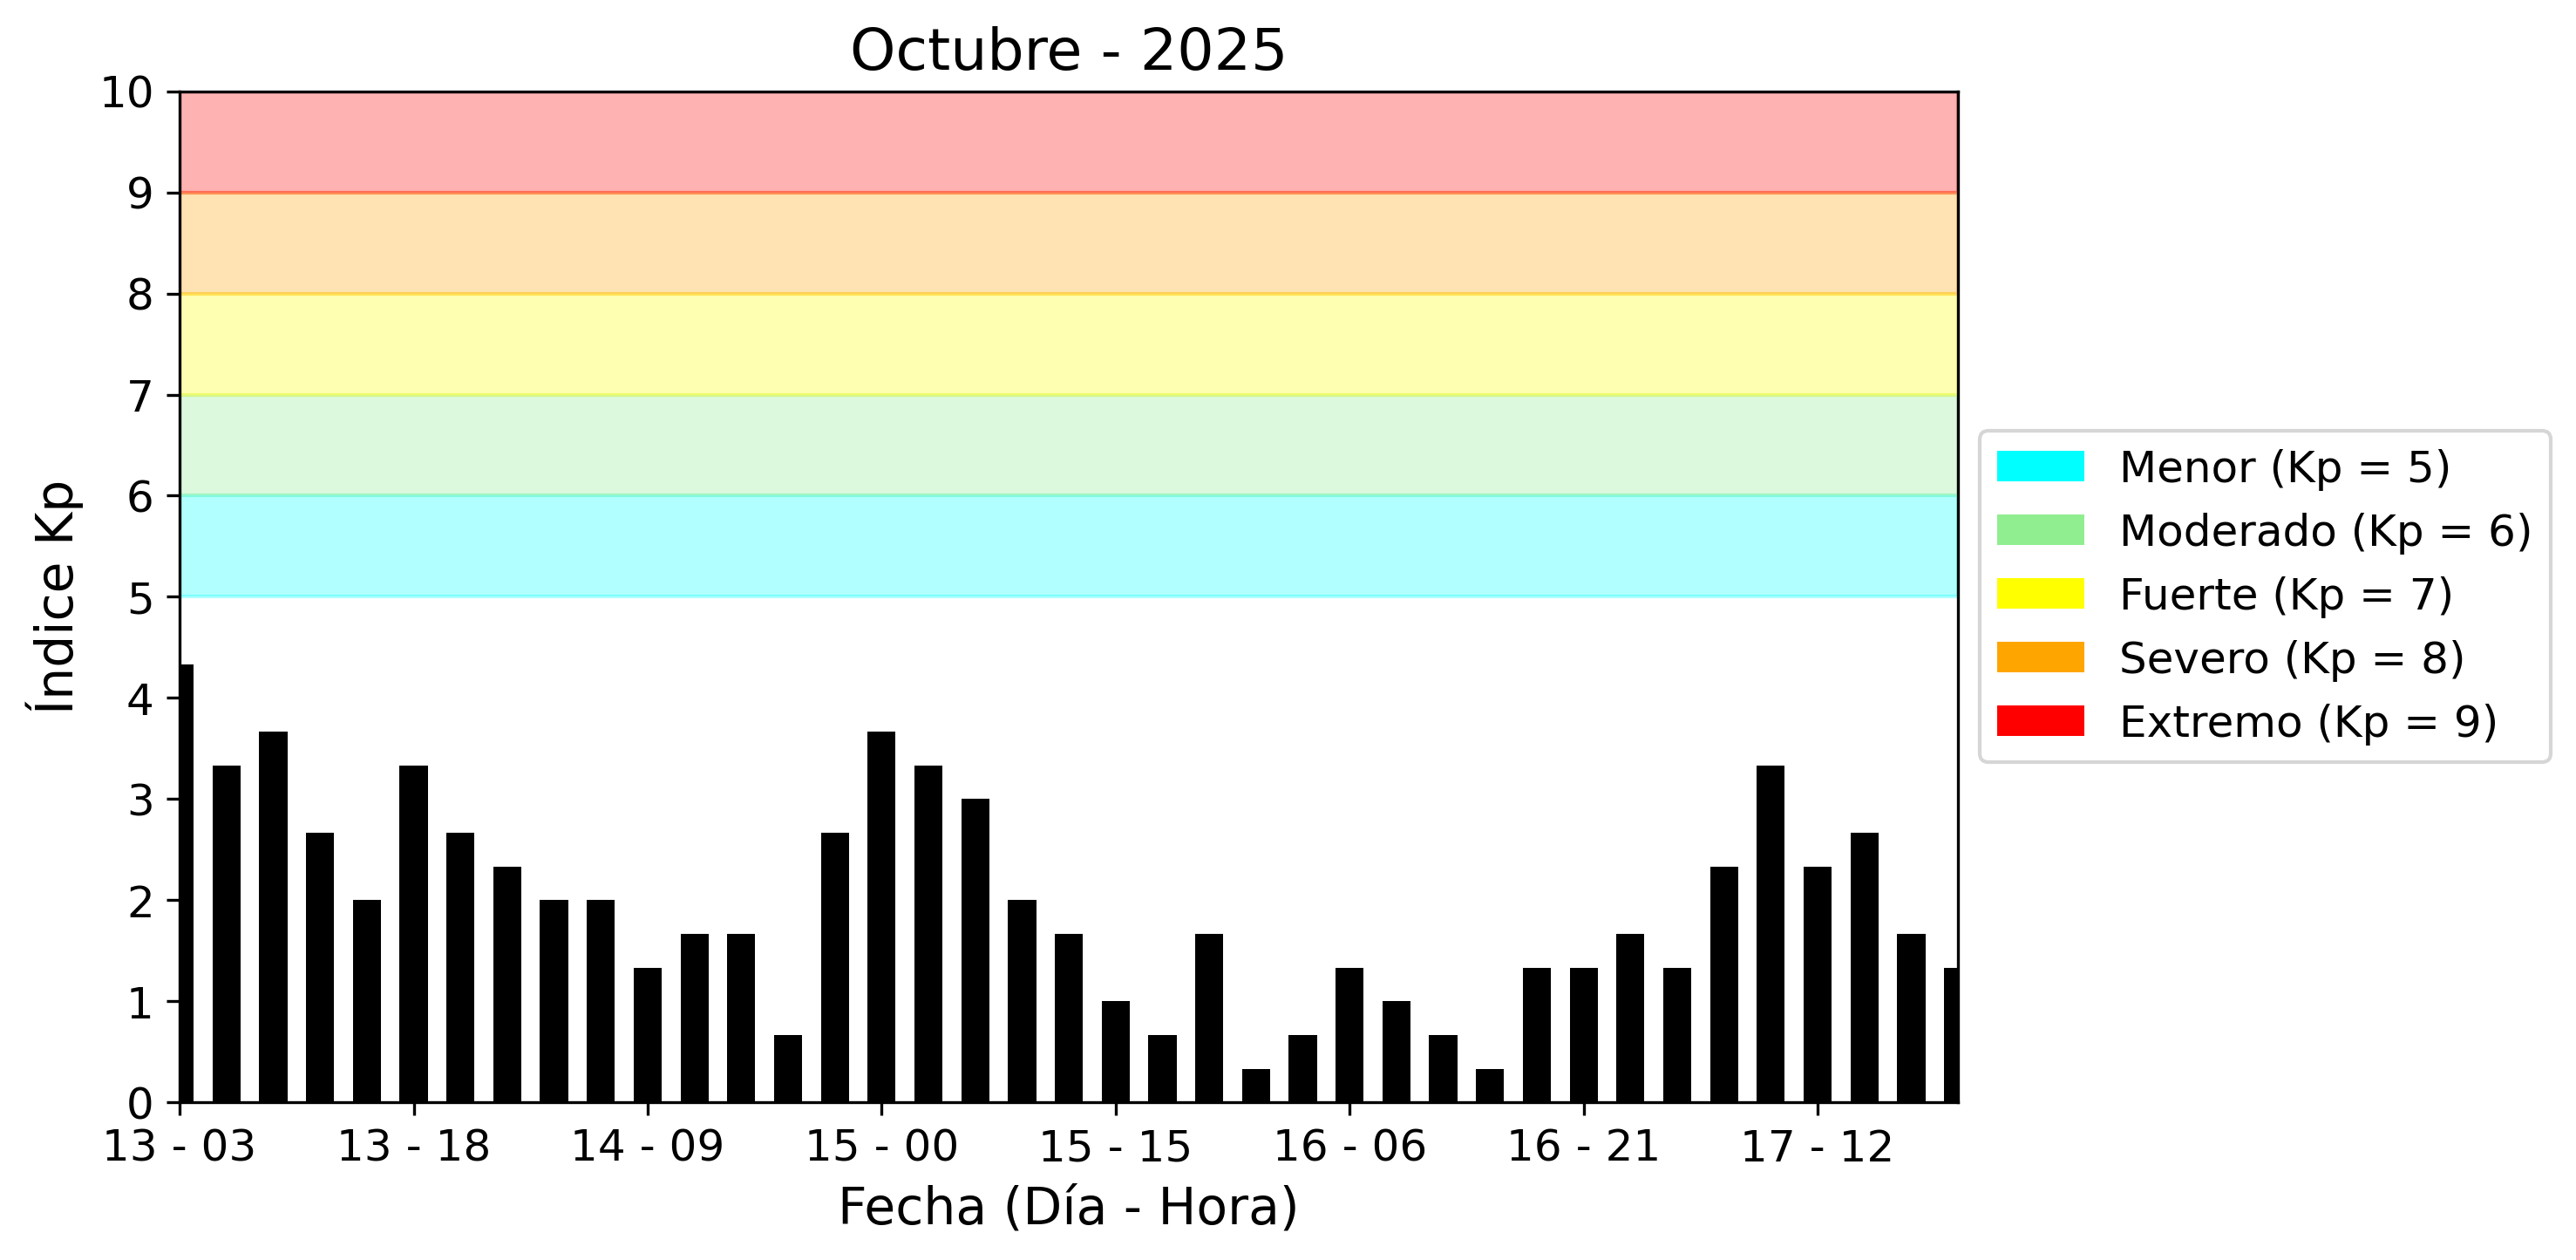 Octubre - 2025
10
9
8
7
6
5
4
3
2
1
0
Índice Kp
13 - 03
13 - 18
14 - 09
15 - 00
15 - 15
16 - 06
16 - 21
17 - 12
Fecha (Día - Hora)
Menor (Kp = 5)
Moderado (Kp = 6)
Fuerte (Kp = 7)
Severo (Kp = 8)
Extremo (Kp = 9)